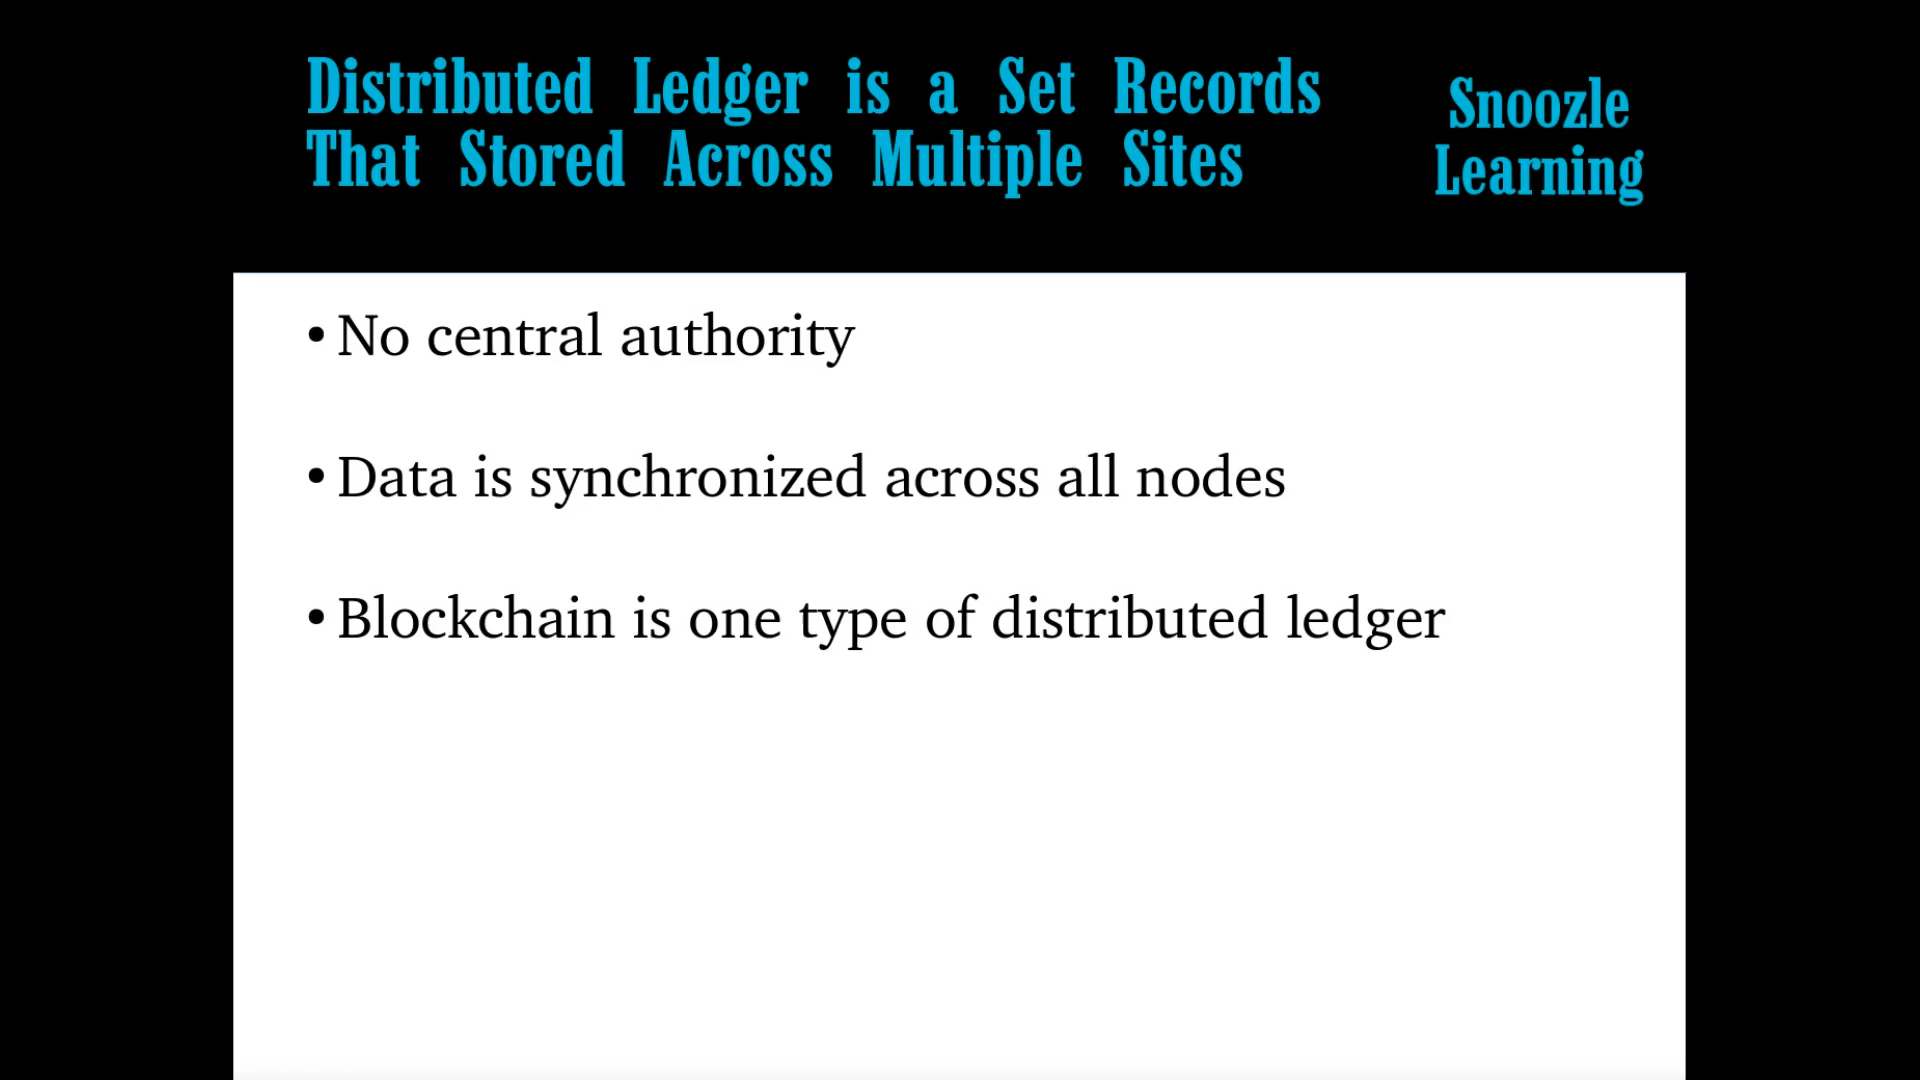 Distributed Ledger is a Set Records
That Stored Across Multiple Sites
Snoozle
Learning
• No central authority
• Data is synchronized across all nodes
• Blockchain is one type of distributed ledger